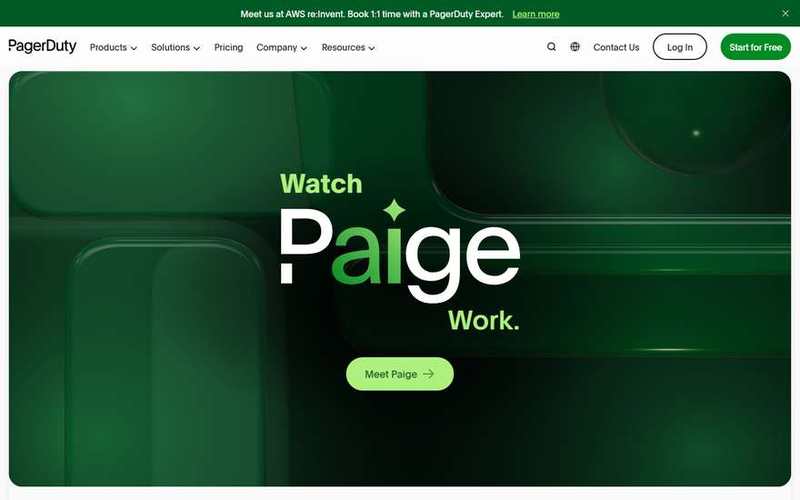 Meet us at AWS re:Invent. Book 1:1 time with a PagerDuty Expert. Learn more
PagerDuty Products Solutions Pricing Company Resources Contact Us Log In Start for Free
Watch
Paige
Work.
Meet Paige